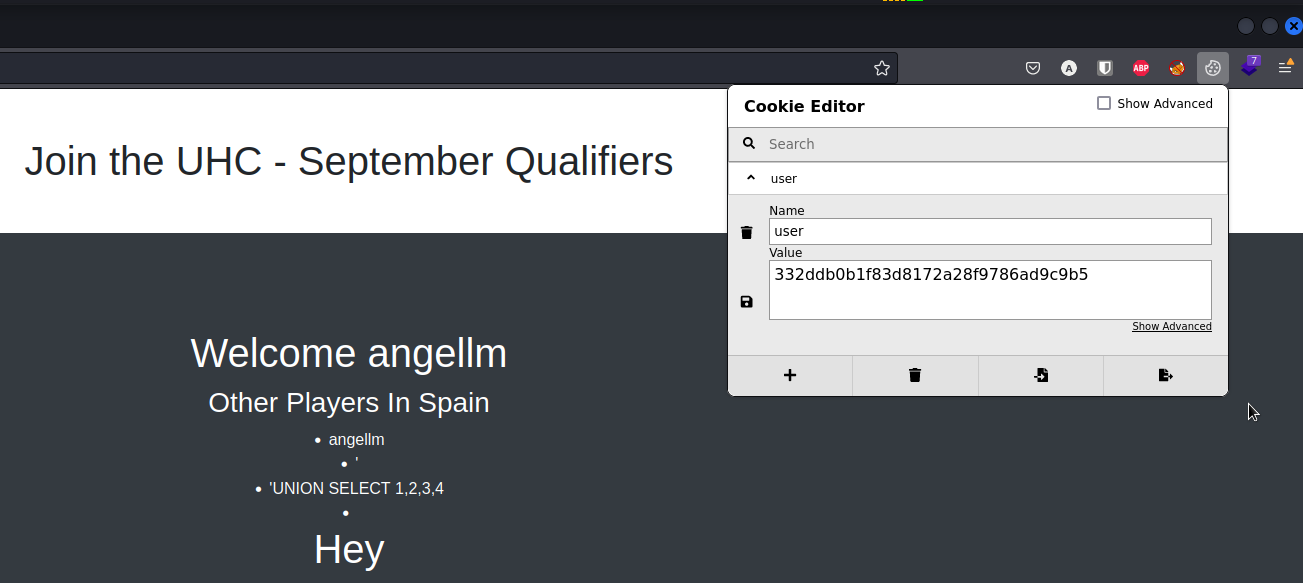 A
ABP
7
Cookie Editor
Show Advanced
Search
user
Name
user
Value
332ddb0b1f83d8172a28f9786ad9c9b5
Show Advanced
Join the UHC - September Qualifiers
Welcome angellm
Other Players In Spain
• angellm
• '
• 'UNION SELECT 1,2,3,4
•
Hey